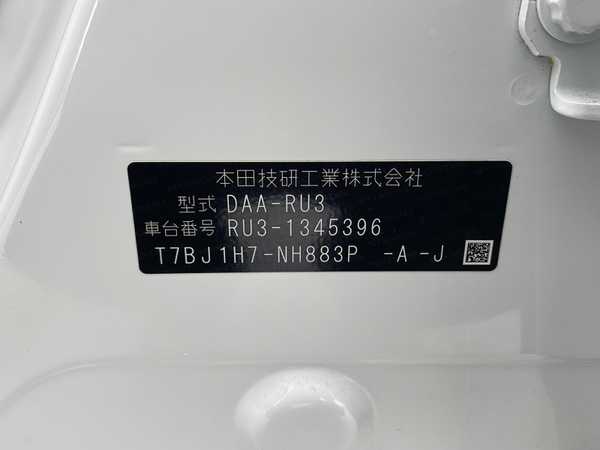 本田技研工業株式会社
型式 DAA-RU3
車台番号 RU3-1345396
T7BJ1H7-NH883P -A -J